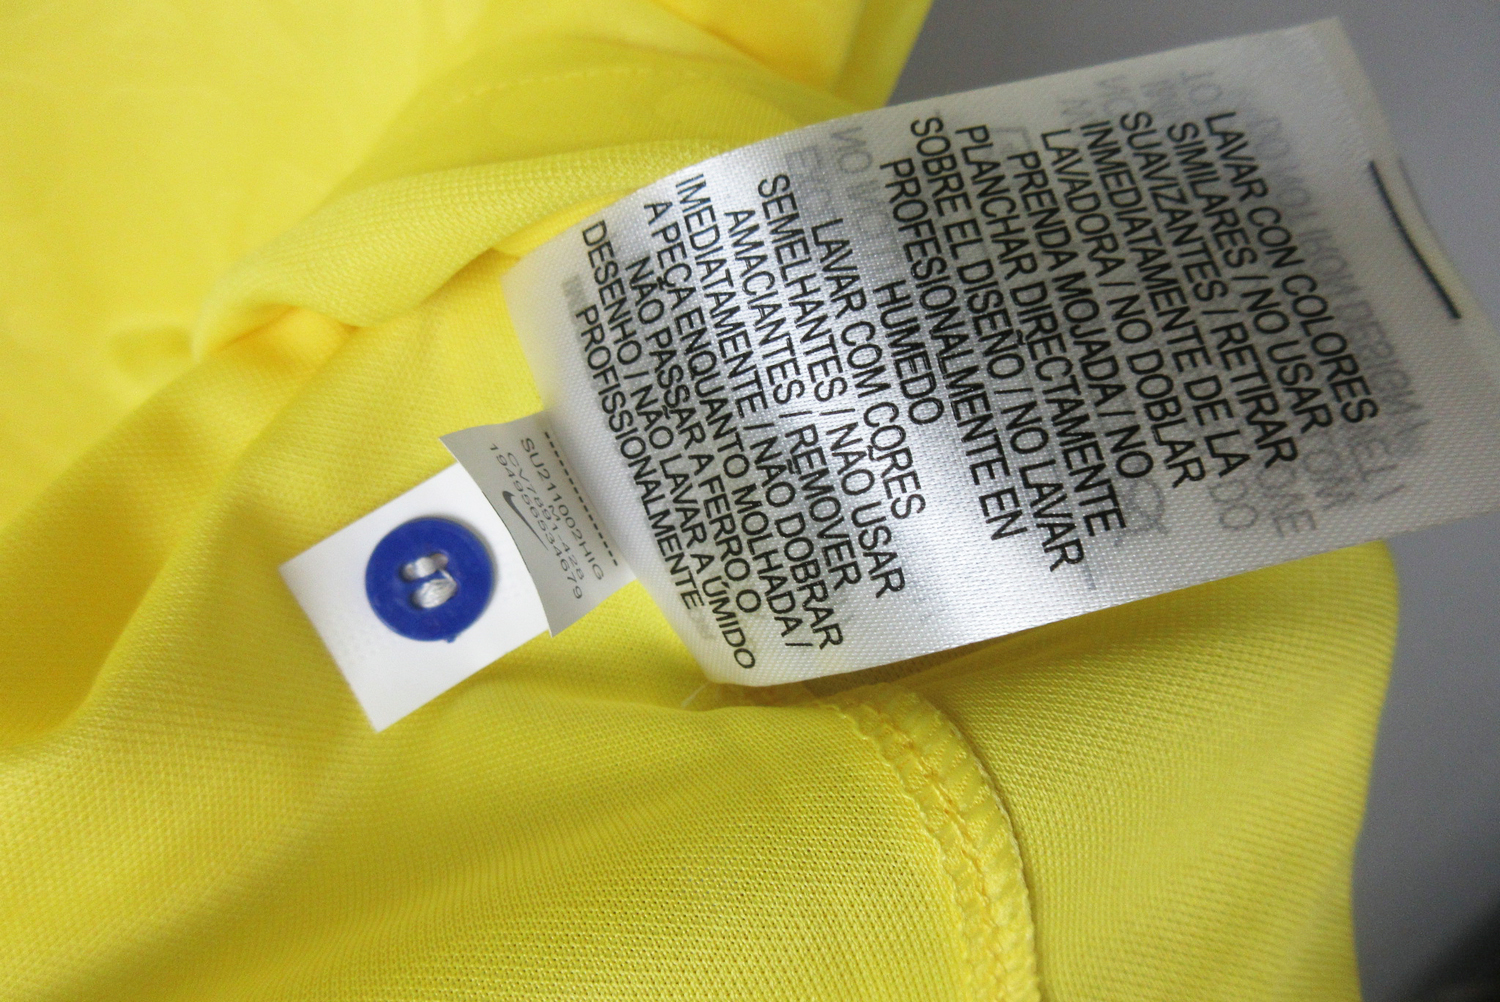 LAVAR CON COLORES
SIMILARES / NO USAR
SUAVIZANTES / RETIRAR
INMEDIATAMENTE DE LA
LAVADORA / NO DOBLAR
PRENDA MOJADA / NO
PLANCHAR DIRECTAMENTE
SOBRE EL DISEÑO / NO LAVAR
PROFESIONALMENTE EN
HUMEDO
LAVAR COM CORES
SEMELHANTES / NÃO USAR
AMACIANTES / REMOVER
IMEDIATAMENTE / NÃO DOBRAR
A PEÇA ENQUANTO MOLHADA /
NÃO PASSAR A FERRO O
DESENHO / NÃO LAVAR A ÚMIDO
PROFISSIONALMENTE
SU211002HIG